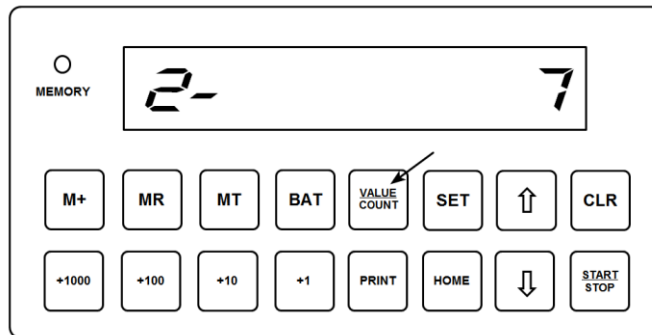 2- 7
MEMORY
M+ MR MT BAT VALUE COUNT SET ⇧ CLR
+1000 +100 +10 +1 PRINT HOME ⇩ START STOP